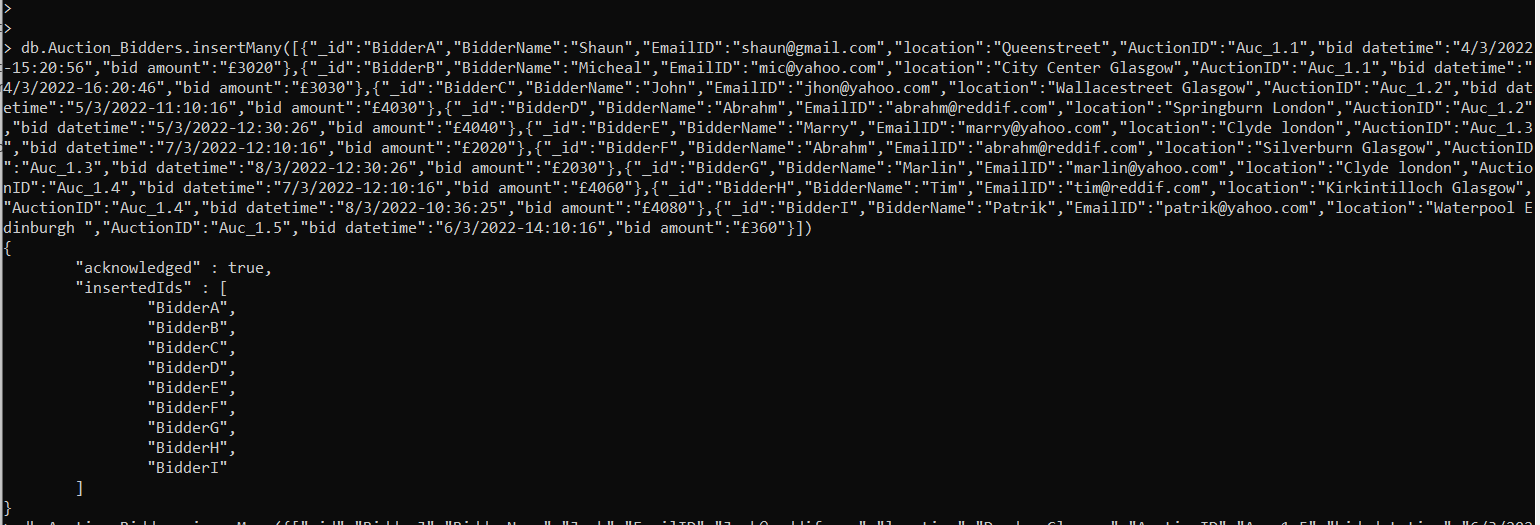 >
>
> db.Auction_Bidders.insertMany([{"_id":"BidderA","BidderName":"Shaun","EmailID":"shaun@gmail.com","location":"Queenstreet","AuctionID":"Auc_1.1","bid datetime":"4/3/2022
-15:20:56","bid amount":"£3020"},{"_id":"BidderB","BidderName":"Micheal","EmailID":"mic@yahoo.com","location":"City Center Glasgow","AuctionID":"Auc_1.1","bid datetime":"
4/3/2022-16:20:46","bid amount":"£3030"},{"_id":"BidderC","BidderName":"John","EmailID":"jhon@yahoo.com","location":"Wallacestreet Glasgow","AuctionID":"Auc_1.2","bid dat
etime":"5/3/2022-11:10:16","bid amount":"£4030"},{"_id":"BidderD","BidderName":"Abrahm","EmailID":"abrahm@reddif.com","location":"Springburn London","AuctionID":"Auc_1.2"
,"bid datetime":"5/3/2022-12:30:26","bid amount":"£4040"},{"_id":"BidderE","BidderName":"Marry","EmailID":"marry@yahoo.com","location":"Clyde london","AuctionID":"Auc_1.3
","bid datetime":"7/3/2022-12:10:16","bid amount":"£2020"},{"_id":"BidderF","BidderName":"Abrahm","EmailID":"abrahm@reddif.com","location":"Silverburn Glasgow","AuctionID
":"Auc_1.3","bid datetime":"8/3/2022-12:30:26","bid amount":"£2030"},{"_id":"BidderG","BidderName":"Marlin","EmailID":"marlin@yahoo.com","location":"Clyde london","Auctio
nID":"Auc_1.4","bid datetime":"7/3/2022-12:10:16","bid amount":"£4060"},{"_id":"BidderH","BidderName":"Tim","EmailID":"tim@reddif.com","location":"Kirkintilloch Glasgow",
"AuctionID":"Auc_1.4","bid datetime":"8/3/2022-10:36:25","bid amount":"£4080"},{"_id":"BidderI","BidderName":"Patrik","EmailID":"patrik@yahoo.com","location":"Waterpool E
dinburgh ","AuctionID":"Auc_1.5","bid datetime":"6/3/2022-14:10:16","bid amount":"£360"}])
{
        "acknowledged" : true,
        "insertedIds" : [
                "BidderA",
                "BidderB",
                "BidderC",
                "BidderD",
                "BidderE",
                "BidderF",
                "BidderG",
                "BidderH",
                "BidderI"
        ]
}